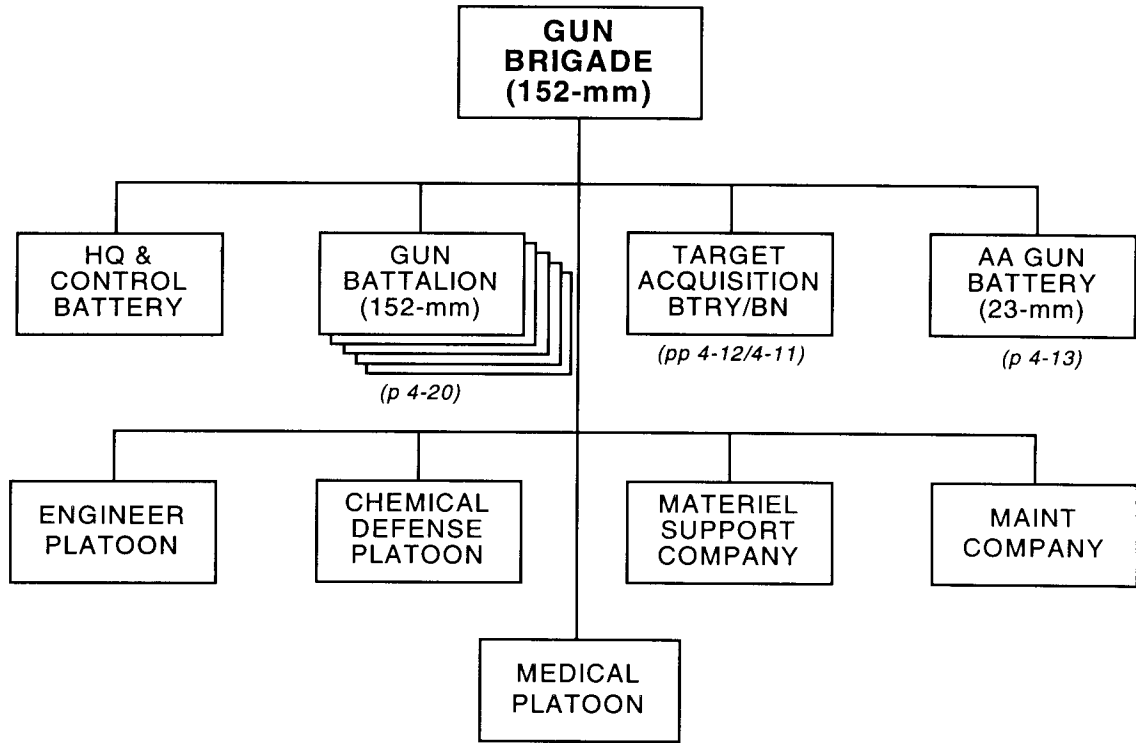 GUN
BRIGADE
(152-mm)
HQ &
CONTROL
BATTERY
GUN
BATTALION
(152-mm)
(p 4-20)
TARGET
ACQUISITION
BTRY/BN
(pp 4-12/4-11)
AA GUN
BATTERY
(23-mm)
(p 4-13)
ENGINEER
PLATOON
CHEMICAL
DEFENSE
PLATOON
MATERIEL
SUPPORT
COMPANY
MAINT
COMPANY
MEDICAL
PLATOON